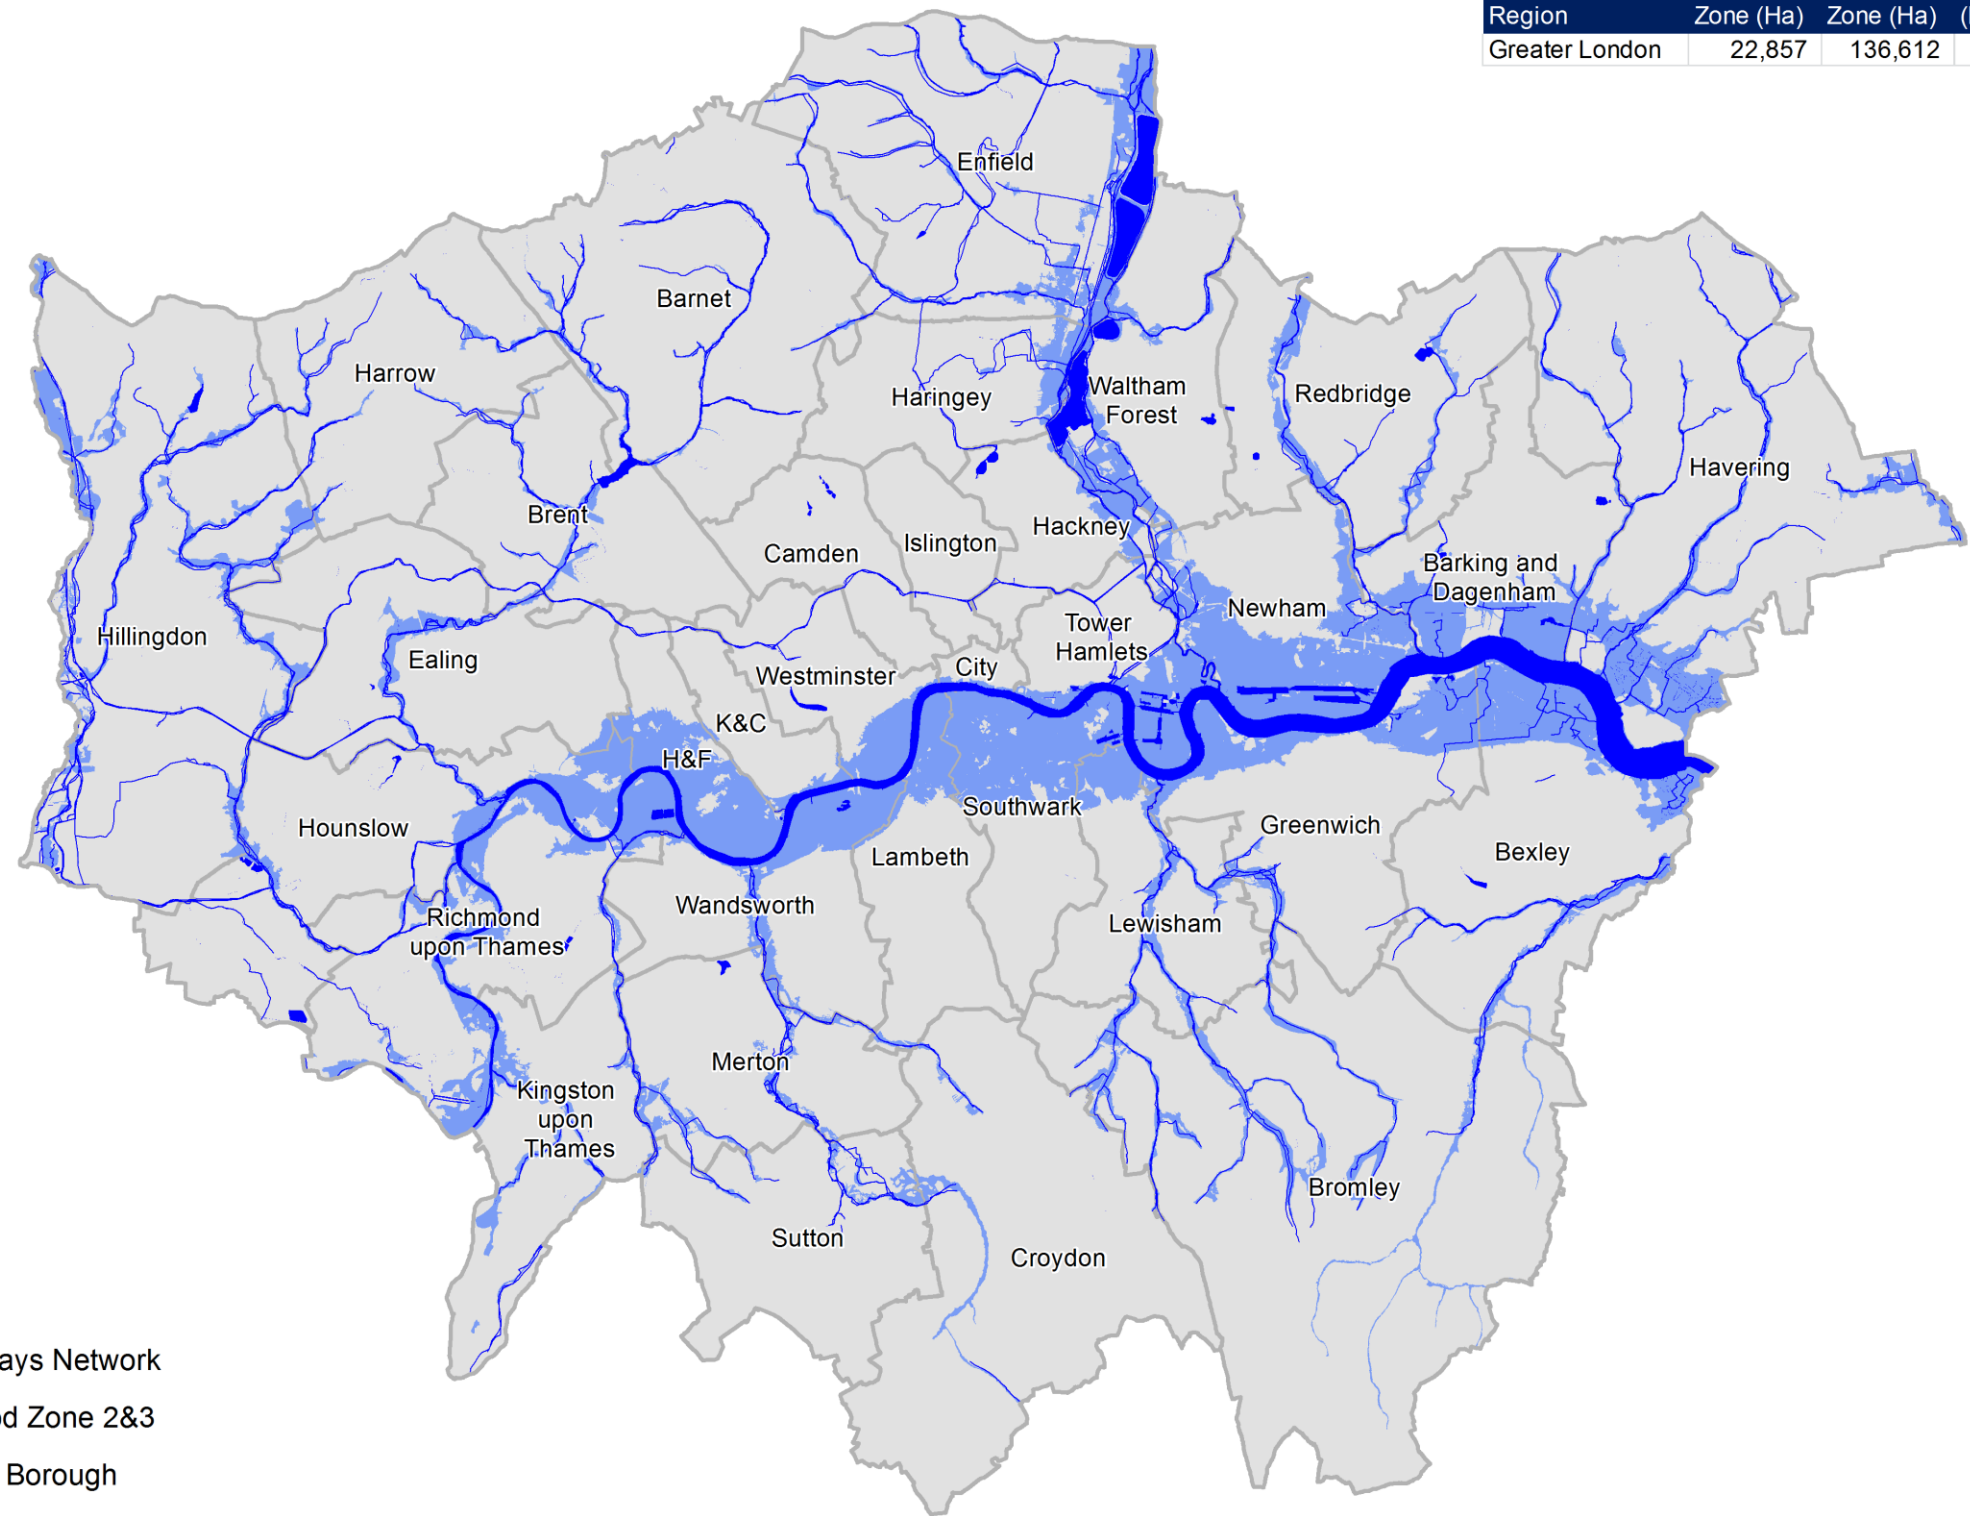 Region Zone (Ha) Zone (Ha)
Greater London 22,857 136,612
Enfield
Barnet
Harrow
Haringey
Waltham
Forest
Redbridge
Havering
Brent
Hackney
Camden
Islington
Barking and
Dagenham
Newham
Hillingdon
Ealing
Tower
Hamlets
Westminster
City
K&C
H&F
Southwark
Hounslow
Greenwich
Lambeth
Bexley
Wandsworth
Richmond
upon Thames
Lewisham
Merton
Kingston
upon
Thames
Bromley
Sutton
Croydon
ays Network
d Zone 2&3
Borough